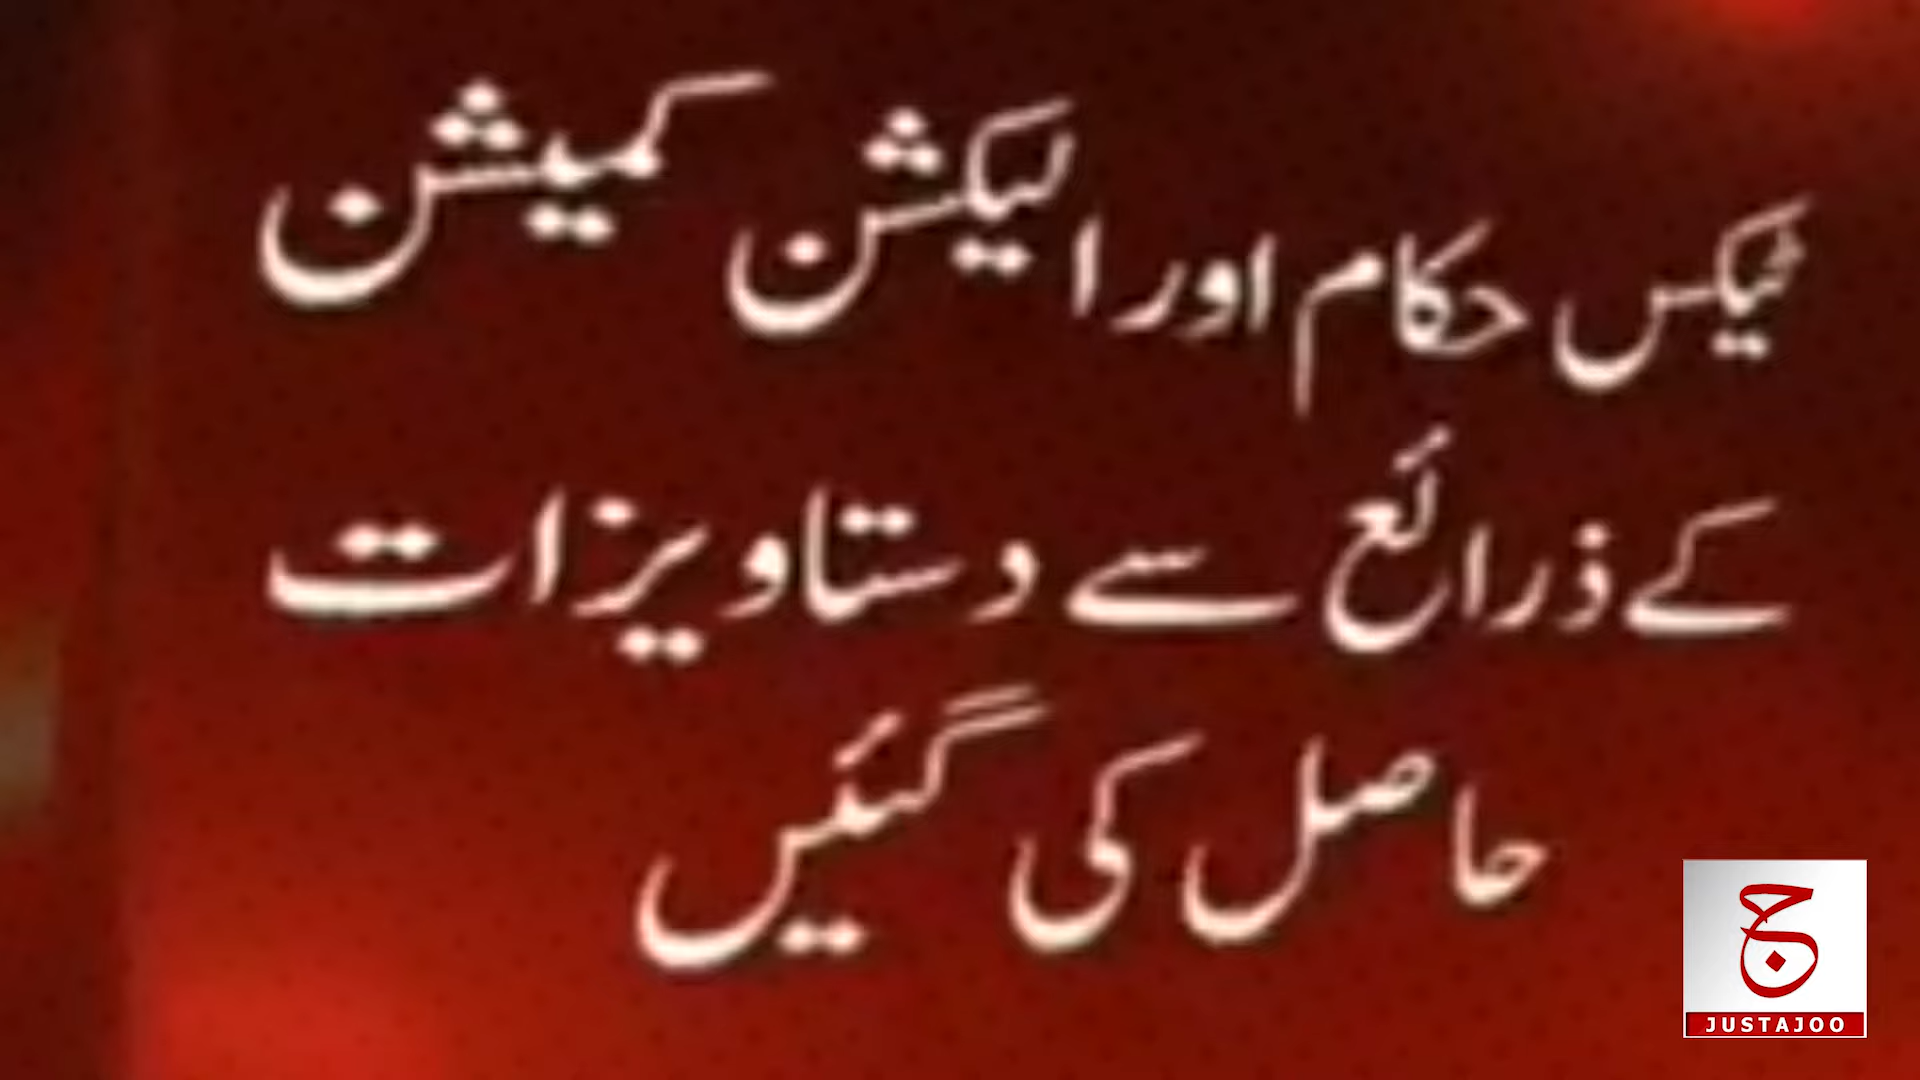 ٹیکس حکام اور الیکشن کمیشن
کے ذرائع سے دستاویزات
حاصل کی گئیں
ج
JUSTAJOO